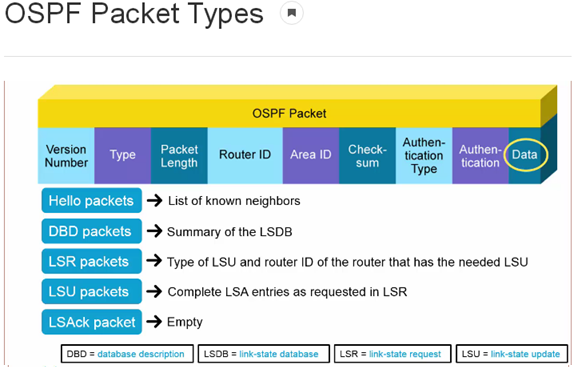 OSPF Packet Types
OSPF Packet
Version Number
Type
Packet Length
Router ID
Area ID
Check-sum
Authen-tication Type
Authen-tication
Data
Hello packets → List of known neighbors
DBD packets → Summary of the LSDB
LSR packets → Type of LSU and router ID of the router that has the needed LSU
LSU packets → Complete LSA entries as requested in LSR
LSAck packet → Empty
DBD = database description
LSDB = link-state database
LSR = link-state request
LSU = link-state update